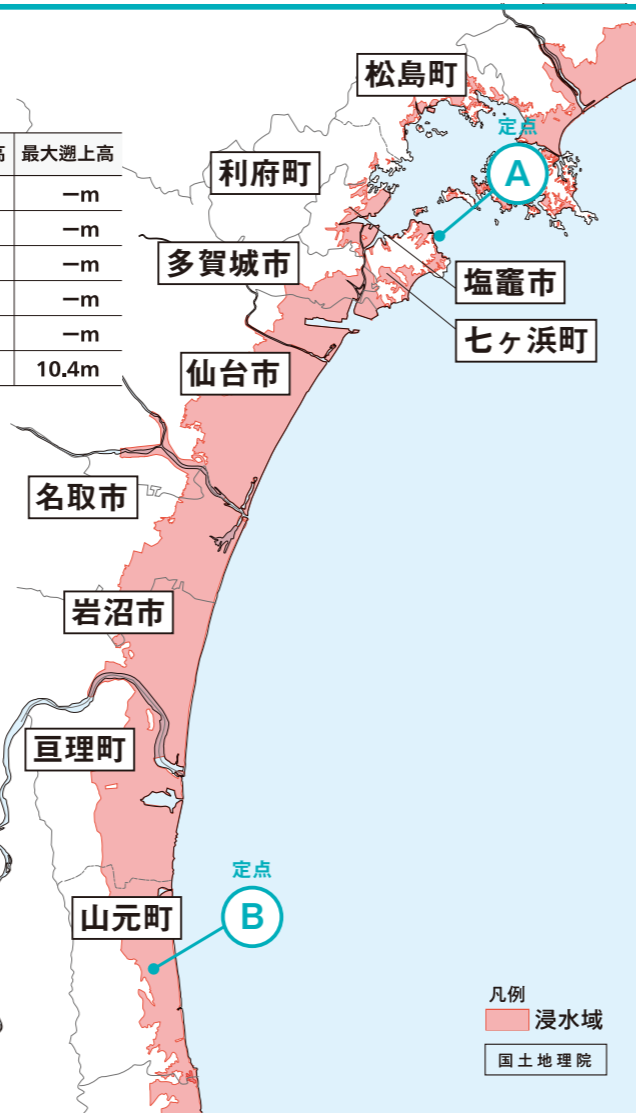 高 最大遡上高
ーm
ーm
ーm
ーm
ーm
10.4m
松島町
定点
A
利府町
多賀城市
塩竈市
七ヶ浜町
仙台市
名取市
岩沼市
亘理町
定点
B
山元町
凡例
浸水域
国土地理院